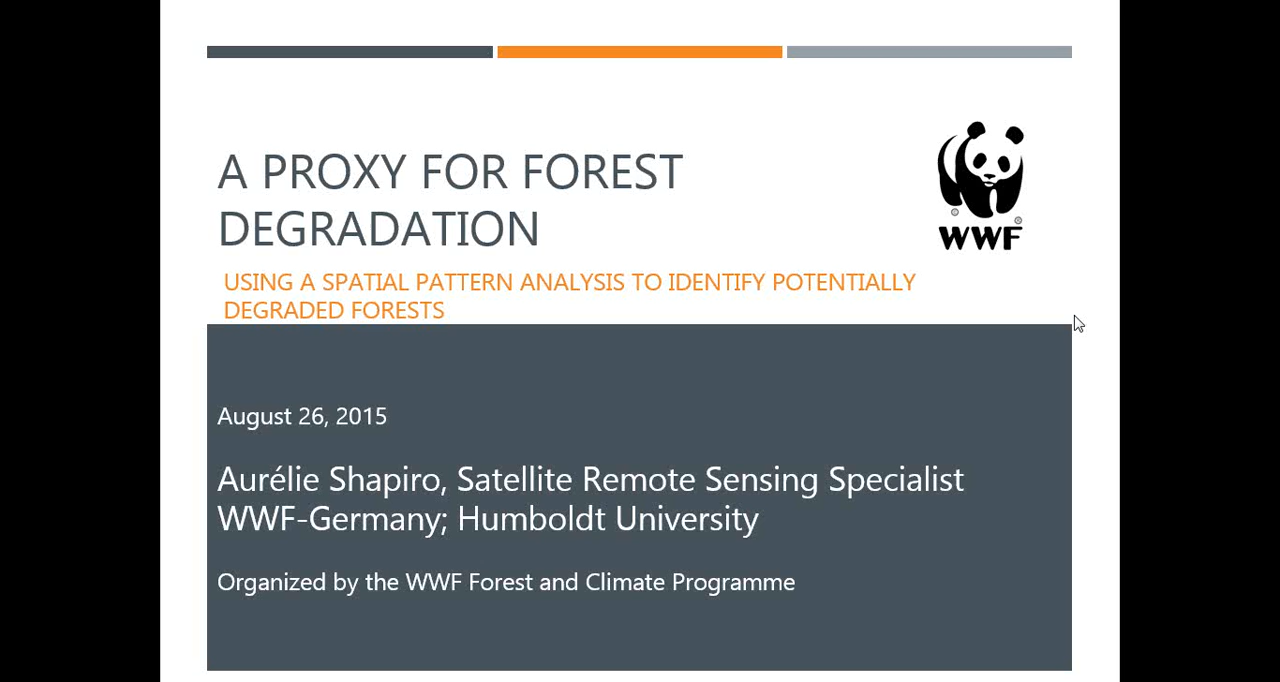 A PROXY FOR FOREST
DEGRADATION
WWF
USING A SPATIAL PATTERN ANALYSIS TO IDENTIFY POTENTIALLY
DEGRADED FORESTS
August 26, 2015
Aurélie Shapiro, Satellite Remote Sensing Specialist
WWF-Germany; Humboldt University
Organized by the WWF Forest and Climate Programme